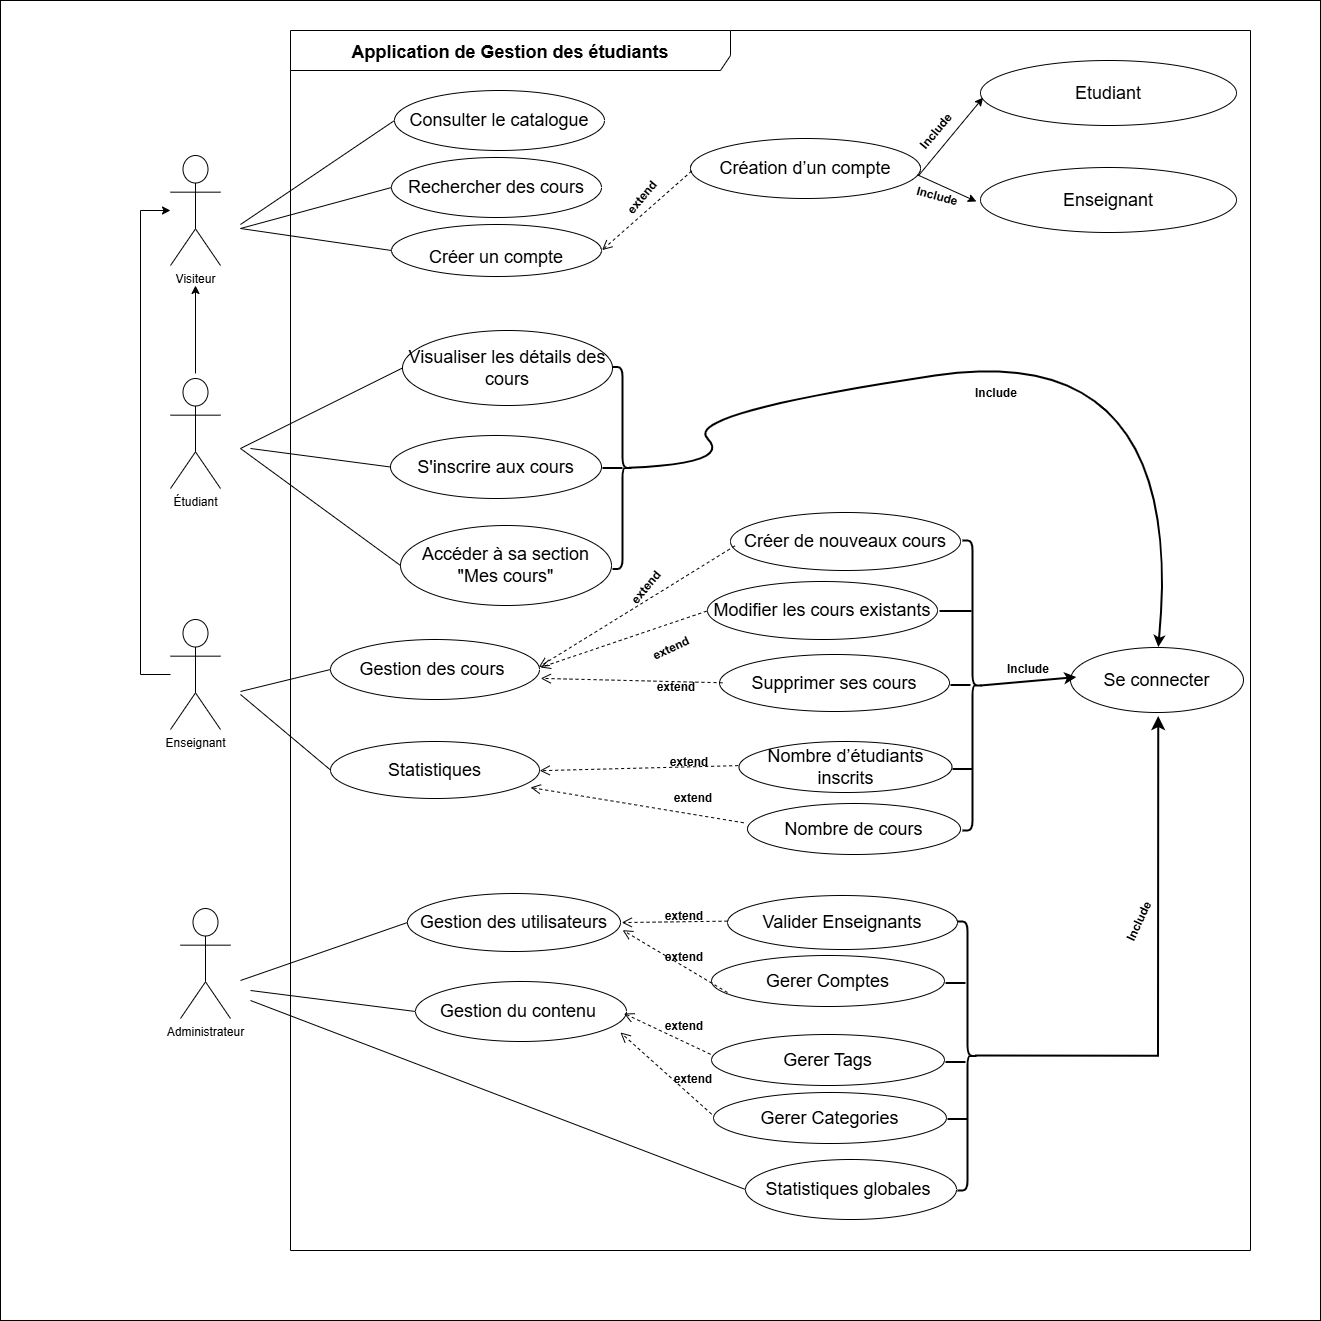 Application de Gestion des étudiants
Consulter le catalogue
Rechercher des cours
Créer un compte
Visiteur
extend
Création d'un compte
Include
Include
Etudiant
Enseignant
Visualiser les détails des
cours
S'inscrire aux cours
Accéder à sa section
"Mes cours"
Étudiant
Include
Créer de nouveaux cours
Modifier les cours existants
Supprimer ses cours
extend
extend
extend
Gestion des cours
Include
Se connecter
Enseignant
Statistiques
extend
extend
Nombre d'étudiants
inscrits
Nombre de cours
Gestion des utilisateurs
extend
extend
Valider Enseignants
Gerer Comptes
Include
Administrateur
Gestion du contenu
extend
extend
Gerer Tags
Gerer Categories
Statistiques globales